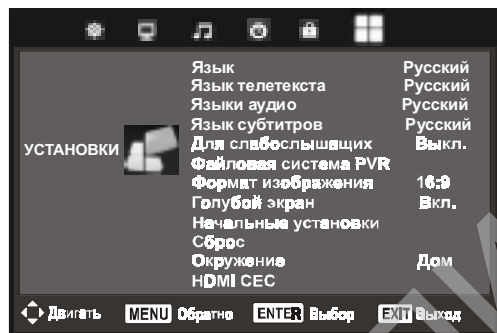 Язык Русский
Язык телетекста Русский
Языки аудио Русский
Язык субтитров Русский
УСТАНОВКИ
Для слабослышащих Выкл.
Файловая система PVR
Формат изображения 16:9
Голубой экран Вкл.
Начальные установки
Сброс
Окружение Дом
HDMI CEC
Двигать MENU Обратно ENTER Выбор EXIT Выход